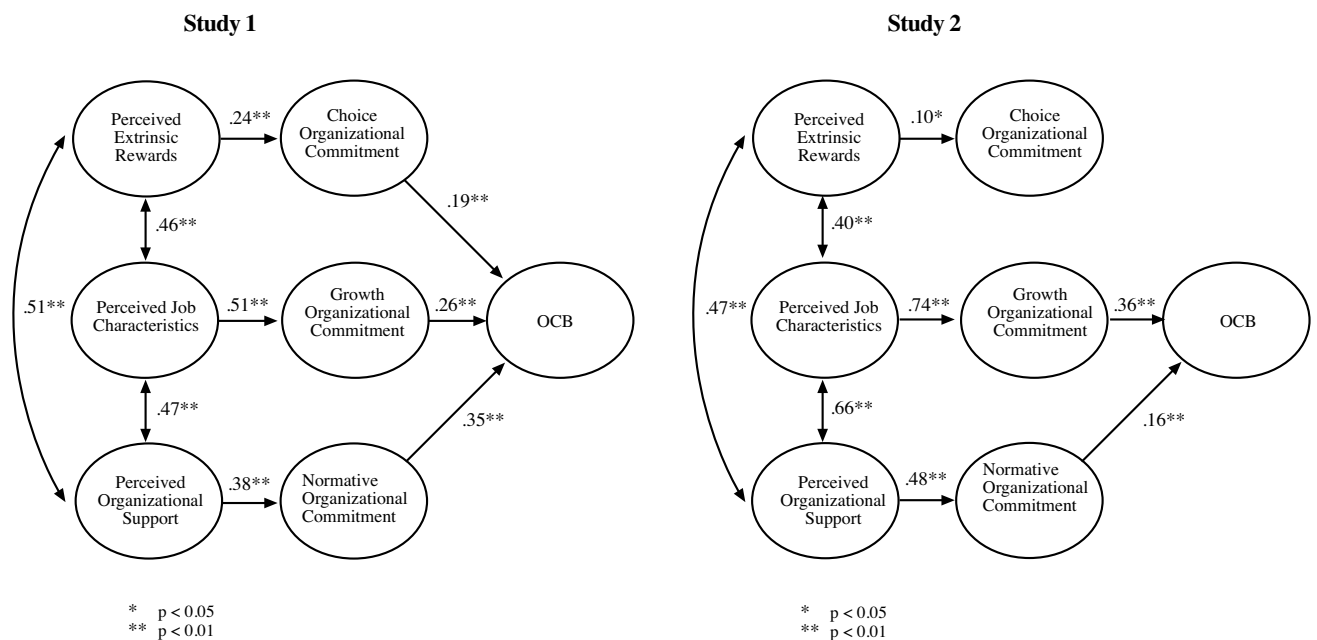 Study 1
Perceived
Extrinsic
Rewards
.24**
Choice
Organizational
Commitment
.19**
.46**
.51**
Perceived Job
Characteristics
.51**
Growth
Organizational
Commitment
.26**
OCB
.47**
.35**
Perceived
Organizational
Support
.38**
Normative
Organizational
Commitment
* p < 0.05
** p < 0.01
Study 2
Perceived
Extrinsic
Rewards
.10*
Choice
Organizational
Commitment
.40**
.47**
Perceived Job
Characteristics
.74**
Growth
Organizational
Commitment
.36**
OCB
.66**
.16**
Perceived
Organizational
Support
.48**
Normative
Organizational
Commitment
* p < 0.05
** p < 0.01